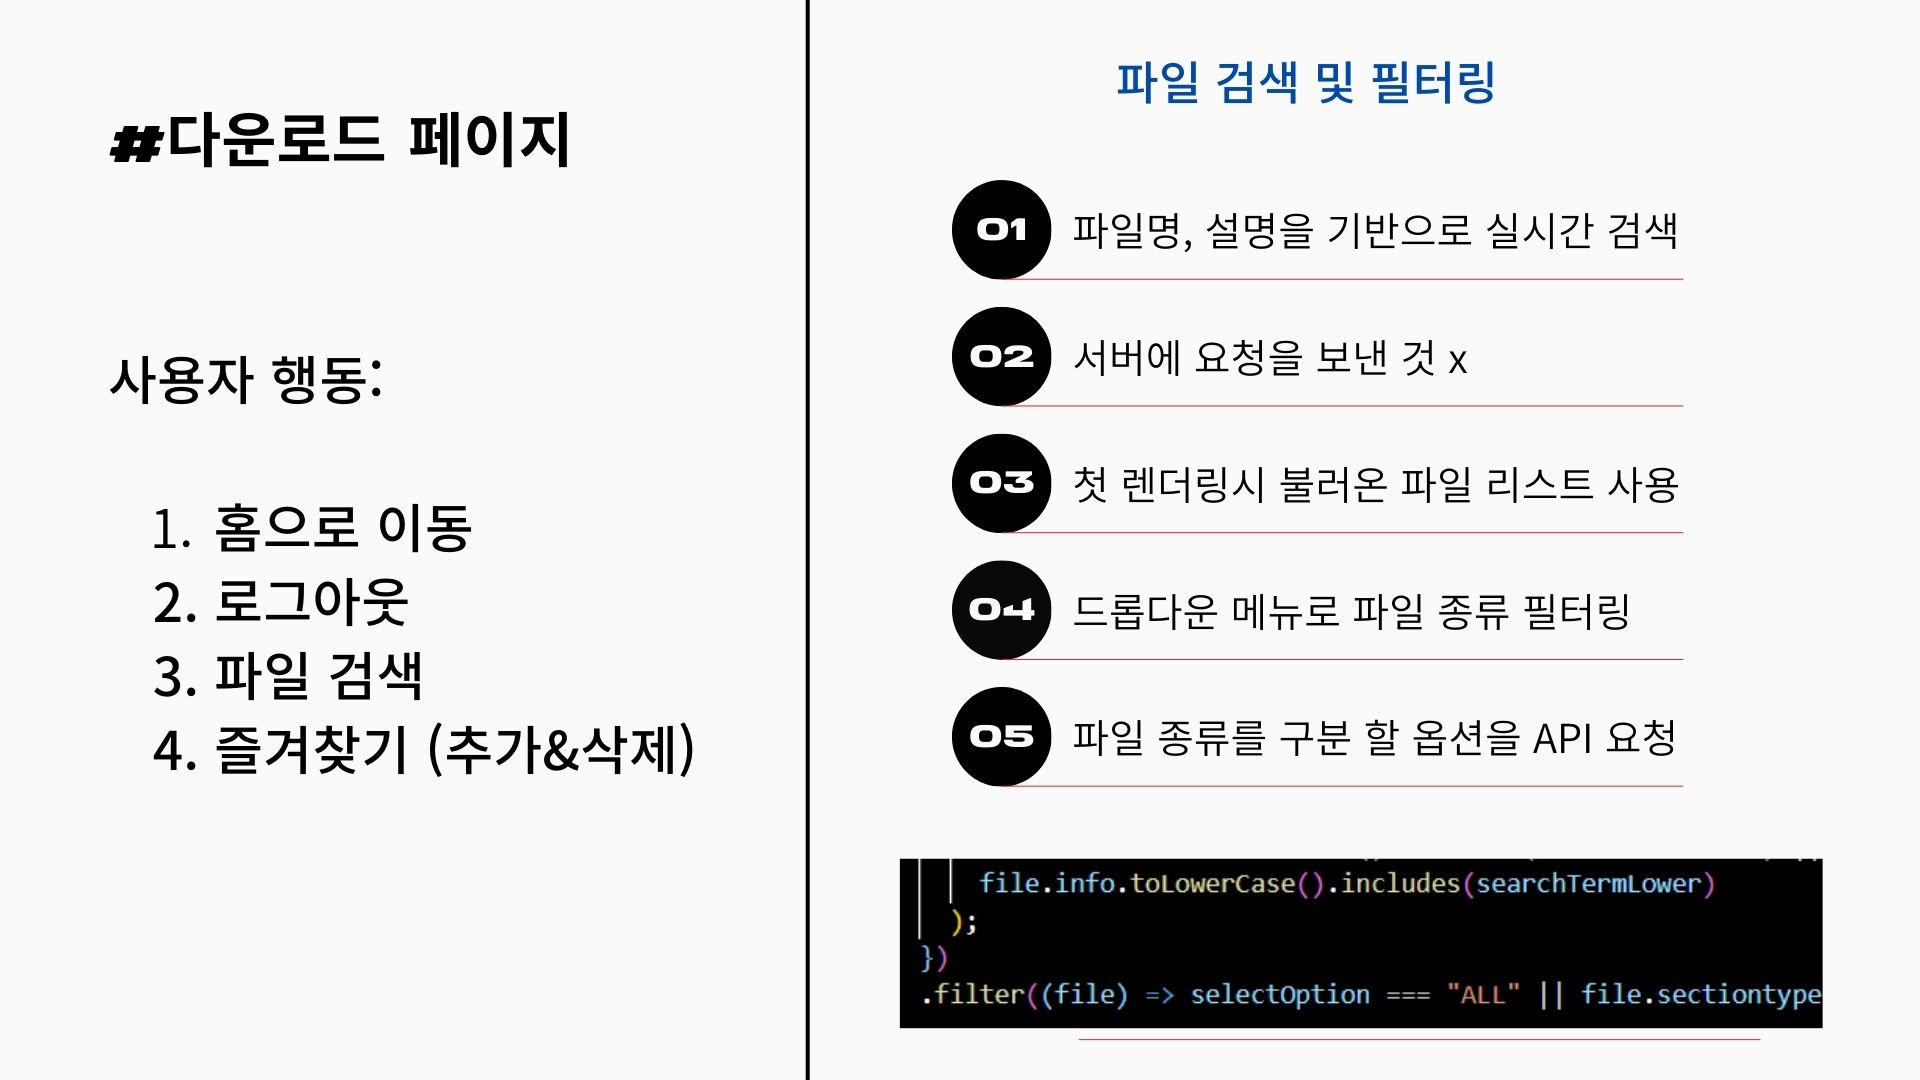 #다운로드 페이지
사용자 행동:
1. 홈으로 이동
2. 로그아웃
3. 파일 검색
4. 즐겨찾기 (추가&삭제)
파일 검색 및 필터링
01 파일명, 설명을 기반으로 실시간 검색
02 서버에 요청을 보낸 것 x
03 첫 렌더링시 불러온 파일 리스트 사용
04 드롭다운 메뉴로 파일 종류 필터링
05 파일 종류를 구분 할 옵션을 API 요청
file.info.toLowerCase().includes(searchTermLower)
);
})
.filter((file) => selectOption === "ALL" || file.sectiontype